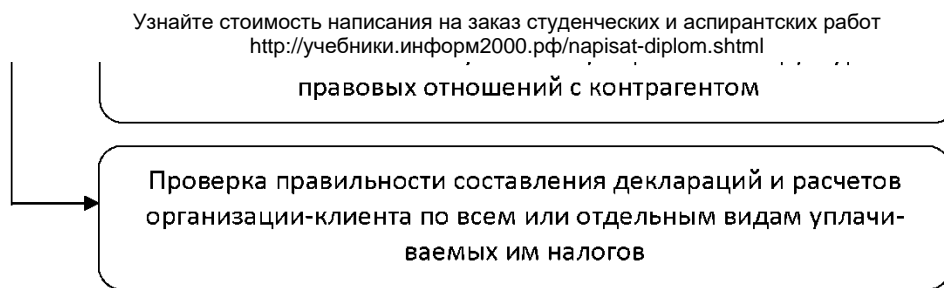 Узнайте стоимость написания на заказ студенческих и аспирантских работ
http://учебники.информ2000.рф/napisat-diplom.shtml
правовых отношений с контрагентом
Проверка правильности составления деклараций и расчетов
организации-клиента по всем или отдельным видам уплачи-
ваемых им налогов